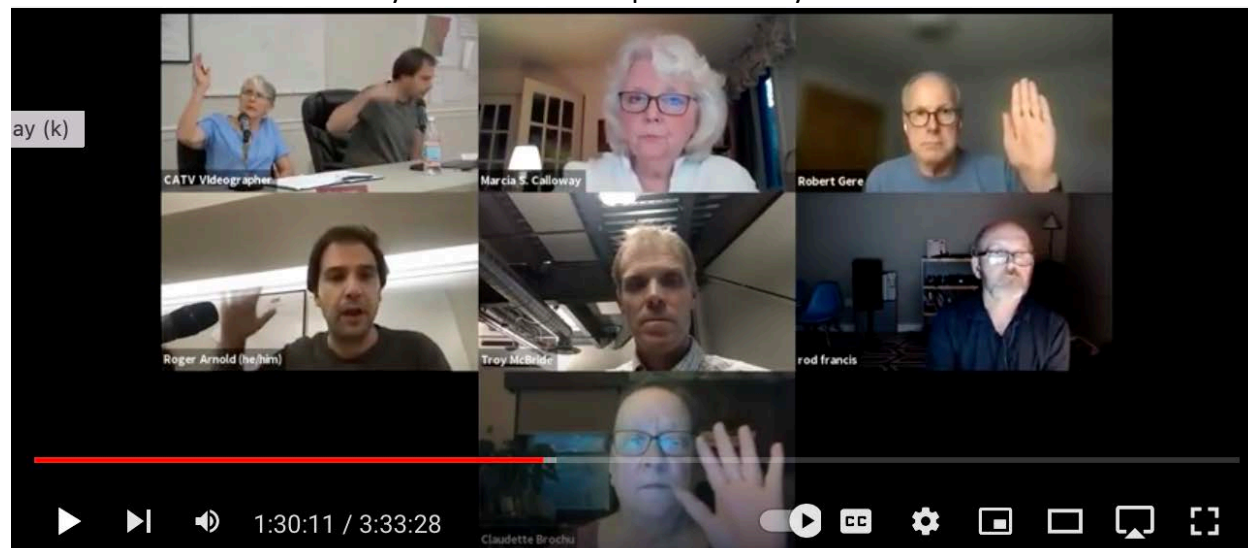 ay (k)
CATV Videographer
Marcia S. Calloway
Robert Gere
Roger Arnold (he/him)
Troy McBride
rod francis
Claudette Brochu
1:30:11 / 3:33:28
CC